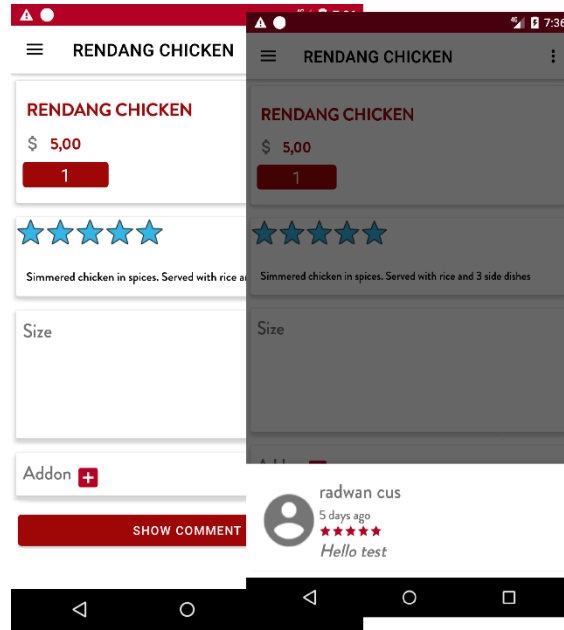 RENDANG CHICKEN
RENDANG CHICKEN
$ 5,00
1
Simmered chicken in spices. Served with rice
Size
Addon
SHOW COMMENT
4G 7:36
RENDANG CHICKEN
RENDANG CHICKEN
$ 5,00
1
Simmered chicken in spices. Served with rice and 3 side dishes
Size
radwan cus
5 days ago
Hello test